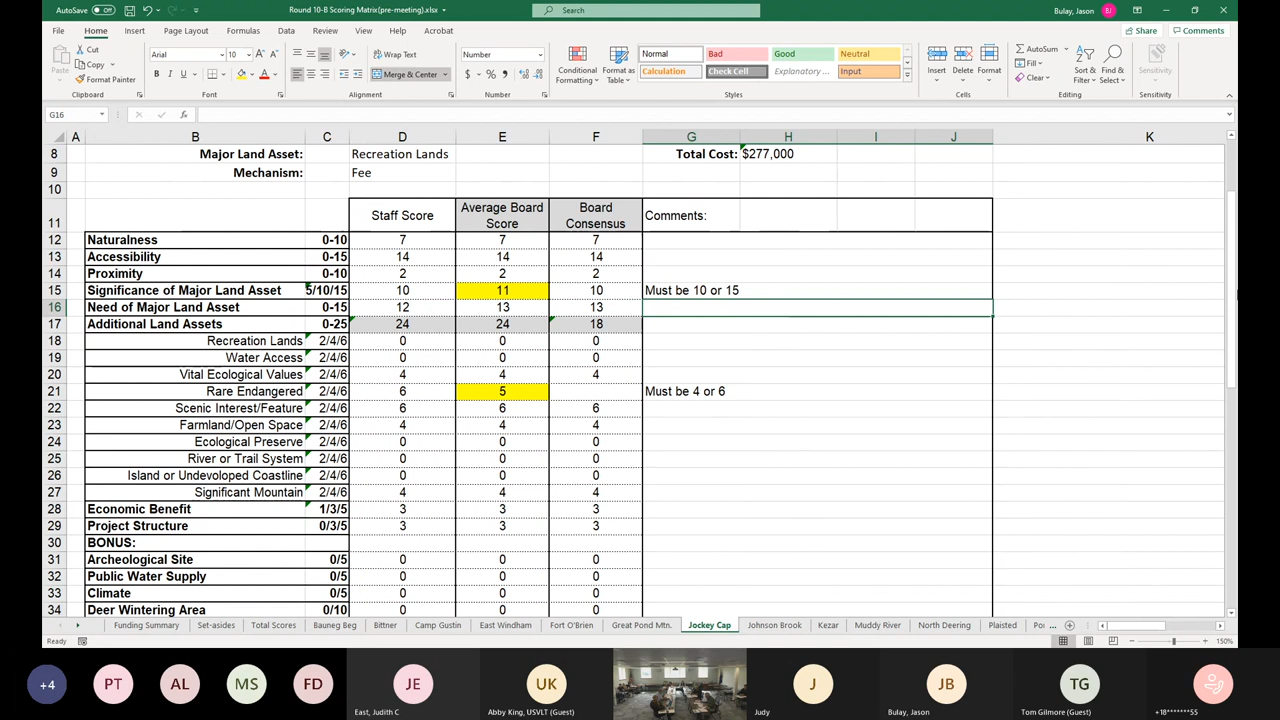 AutoSave Off Round 10-B Scoring Matrix(pre-meeting).xlsx Search Bulay, Jason BJ
File Home Insert Page Layout Formulas Data Review View Help Acrobat Share Comments
Cut Copy Format Painter Paste Clipboard
Arial 10 B I U A Font
Wrap Text Merge & Center Alignment
Number $ % Number
Conditional Formatting Format as Table
Normal Bad Good Neutral
Calculation Check Cell Explanatory ... Input
Styles
Insert Delete Format Cells
AutoSum Fill Clear Sort & Filter Find & Select Editing
Sensitivity Sensitivity
G16 fx
A B C D E F G H I J K
8 Major Land Asset: Recreation Lands Total Cost: $277,000
9 Mechanism: Fee
10
11 Staff Score Average Board Score Board Consensus Comments:
12 Naturalness 0-10 7 7 7
13 Accessibility 0-15 14 14 14
14 Proximity 0-10 2 2 2
15 Significance of Major Land Asset 5/10/15 10 11 10 Must be 10 or 15
16 Need of Major Land Asset 0-15 12 13 13
17 Additional Land Assets 0-25 24 24 18
18 Recreation Lands 2/4/6 0 0 0
19 Water Access 2/4/6 0 0 0
20 Vital Ecological Values 2/4/6 4 4 4
21 Rare Endangered 2/4/6 6 5 Must be 4 or 6
22 Scenic Interest/Feature 2/4/6 6 6 6
23 Farmland/Open Space 2/4/6 4 4 4
24 Ecological Preserve 2/4/6 0 0 0
25 River or Trail System 2/4/6 0 0 0
26 Island or Undevoloped Coastline 2/4/6 0 0 0
27 Significant Mountain 2/4/6 4 4 4
28 Economic Benefit 1/3/5 3 3 3
29 Project Structure 0/3/5 3 3 3
30 BONUS:
31 Archeological Site 0/5 0 0 0
32 Public Water Supply 0/5 0 0 0
33 Climate 0/5 0 0 0
34 Deer Wintering Area 0/10 0 0 0
Funding Summary Set-asides Total Scores Bauneg Beg Bittner Camp Gustin East Windham Fort O'Brien Great Pond Mtn. Jockey Cap Johnson Brook Kezar Muddy River North Deering Plaisted Po ...
Ready 150%
+4 PT AL MS FD JE UK J JB TG
East, Judith C Abby King, USVLT (Guest) Judy Bulay, Jason Tom Gilmore (Guest) +18******55